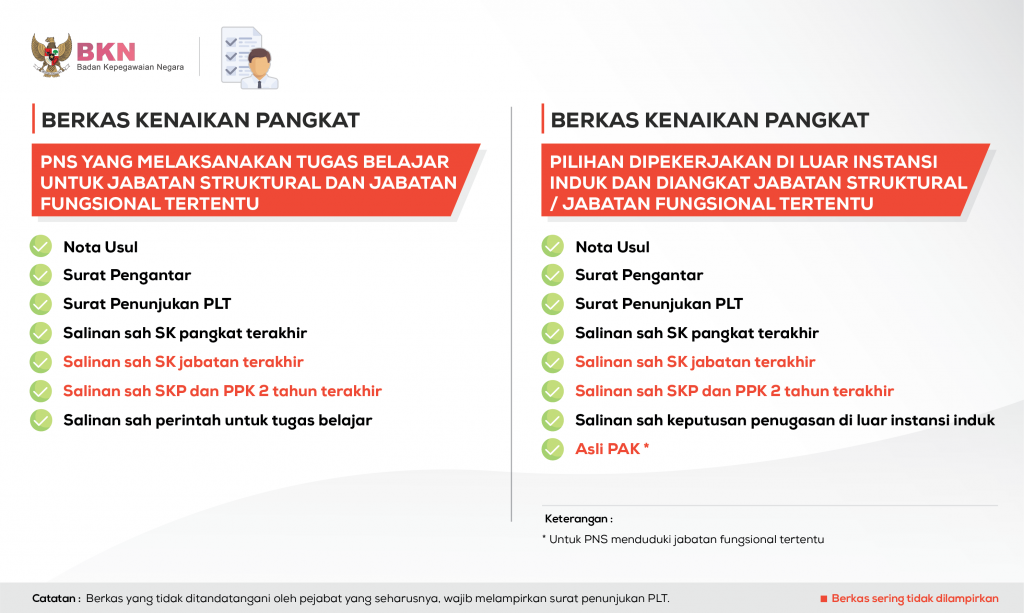 BKN
Badan Kepegawaian Negara
BERKAS KENAIKAN PANGKAT
PNS YANG MELAKSANAKAN TUGAS BELAJAR
UNTUK JABATAN STRUKTURAL DAN JABATAN
FUNGSIONAL TERTENTU
Nota Usul
Surat Pengantar
Surat Penunjukan PLT
Salinan sah SK pangkat terakhir
Salinan sah SK jabatan terakhir
Salinan sah SKP dan PPK 2 tahun terakhir
Salinan sah perintah untuk tugas belajar
BERKAS KENAIKAN PANGKAT
PILIHAN DIPEKERJAKAN DI LUAR INSTANSI
INDUK DAN DIANGKAT JABATAN STRUKTURAL
/ JABATAN FUNGSIONAL TERTENTU
Nota Usul
Surat Pengantar
Surat Penunjukan PLT
Salinan sah SK pangkat terakhir
Salinan sah SK jabatan terakhir
Salinan sah SKP dan PPK 2 tahun terakhir
Salinan sah keputusan penugasan di luar instansi induk
Asli PAK *
Keterangan :
* Untuk PNS menduduki jabatan fungsional tertentu
Catatan : Berkas yang tidak ditandatangani oleh pejabat yang seharusnya, wajib melampirkan surat penunjukan PLT.
Berkas sering tidak dilampirkan